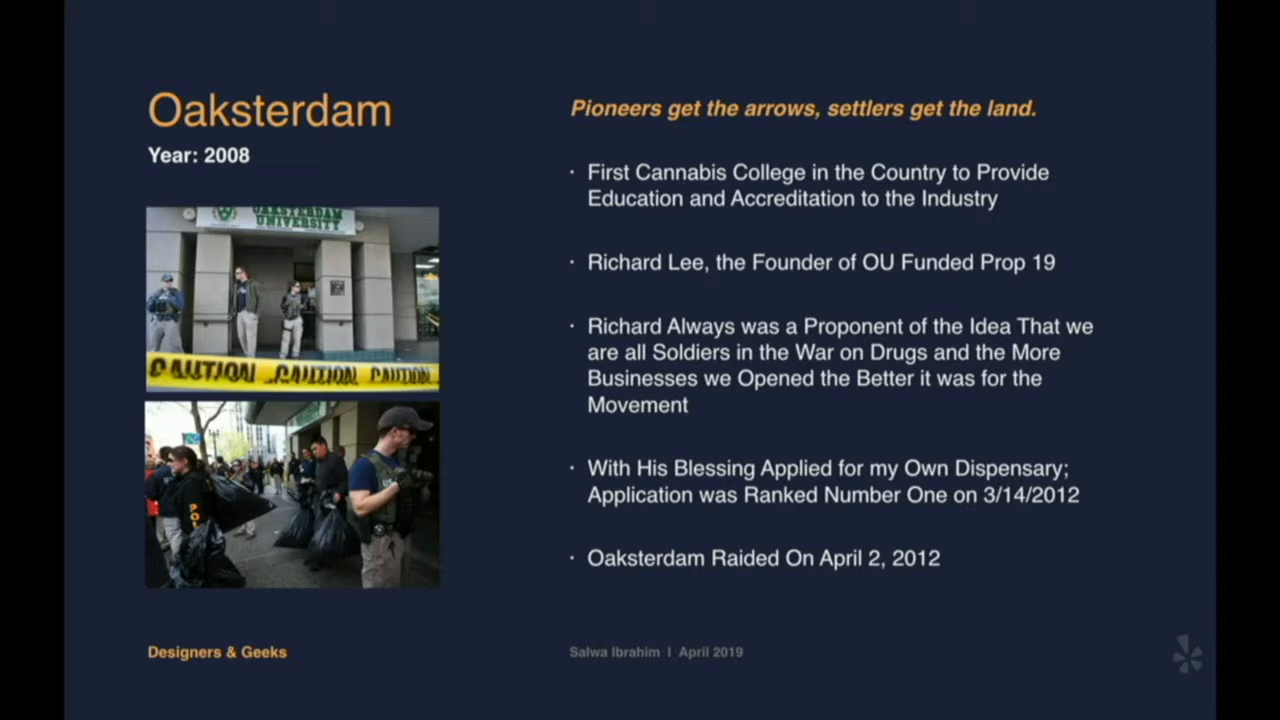 Oaksterdam
Year: 2008
OAKSTERDAM
UNIVERSITY
CAUTION CAUTION CAUTION
Pioneers get the arrows, settlers get the land.
· First Cannabis College in the Country to Provide
Education and Accreditation to the Industry
· Richard Lee, the Founder of OU Funded Prop 19
· Richard Always was a Proponent of the Idea That we
are all Soldiers in the War on Drugs and the More
Businesses we Opened the Better it was for the
Movement
· With His Blessing Applied for my Own Dispensary;
Application was Ranked Number One on 3/14/2012
· Oaksterdam Raided On April 2, 2012
Designers & Geeks
Salwa Ibrahim | April 2019